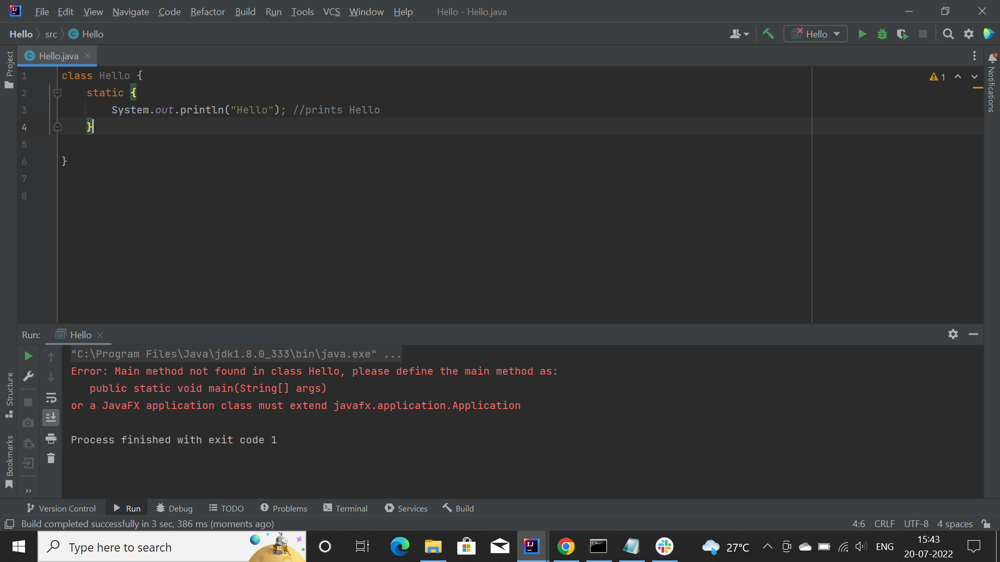 File Edit View Navigate Code Refactor Build Run Tools VCS Window Help Hello - Hello.java
Hello src Hello
Hello
Hello.java
Project
Notifications
1 class Hello {
1
2 static {
3 System.out.println("Hello"); //prints Hello
4 }
5
6 }
7
8
Run: Hello
"C:\Program Files\Java\jdk1.8.0_333\bin\java.exe" ...
Error: Main method not found in class Hello, please define the main method as:
public static void main(String[] args)
or a JavaFX application class must extend javafx.application.Application
Process finished with exit code 1
Structure
Bookmarks
Version Control Run Debug TODO Problems Terminal Services Build
Build completed successfully in 3 sec, 386 ms (moments ago)
4:6 CRLF UTF-8 4 spaces
Type here to search
27°C
ENG
15:43
20-07-2022